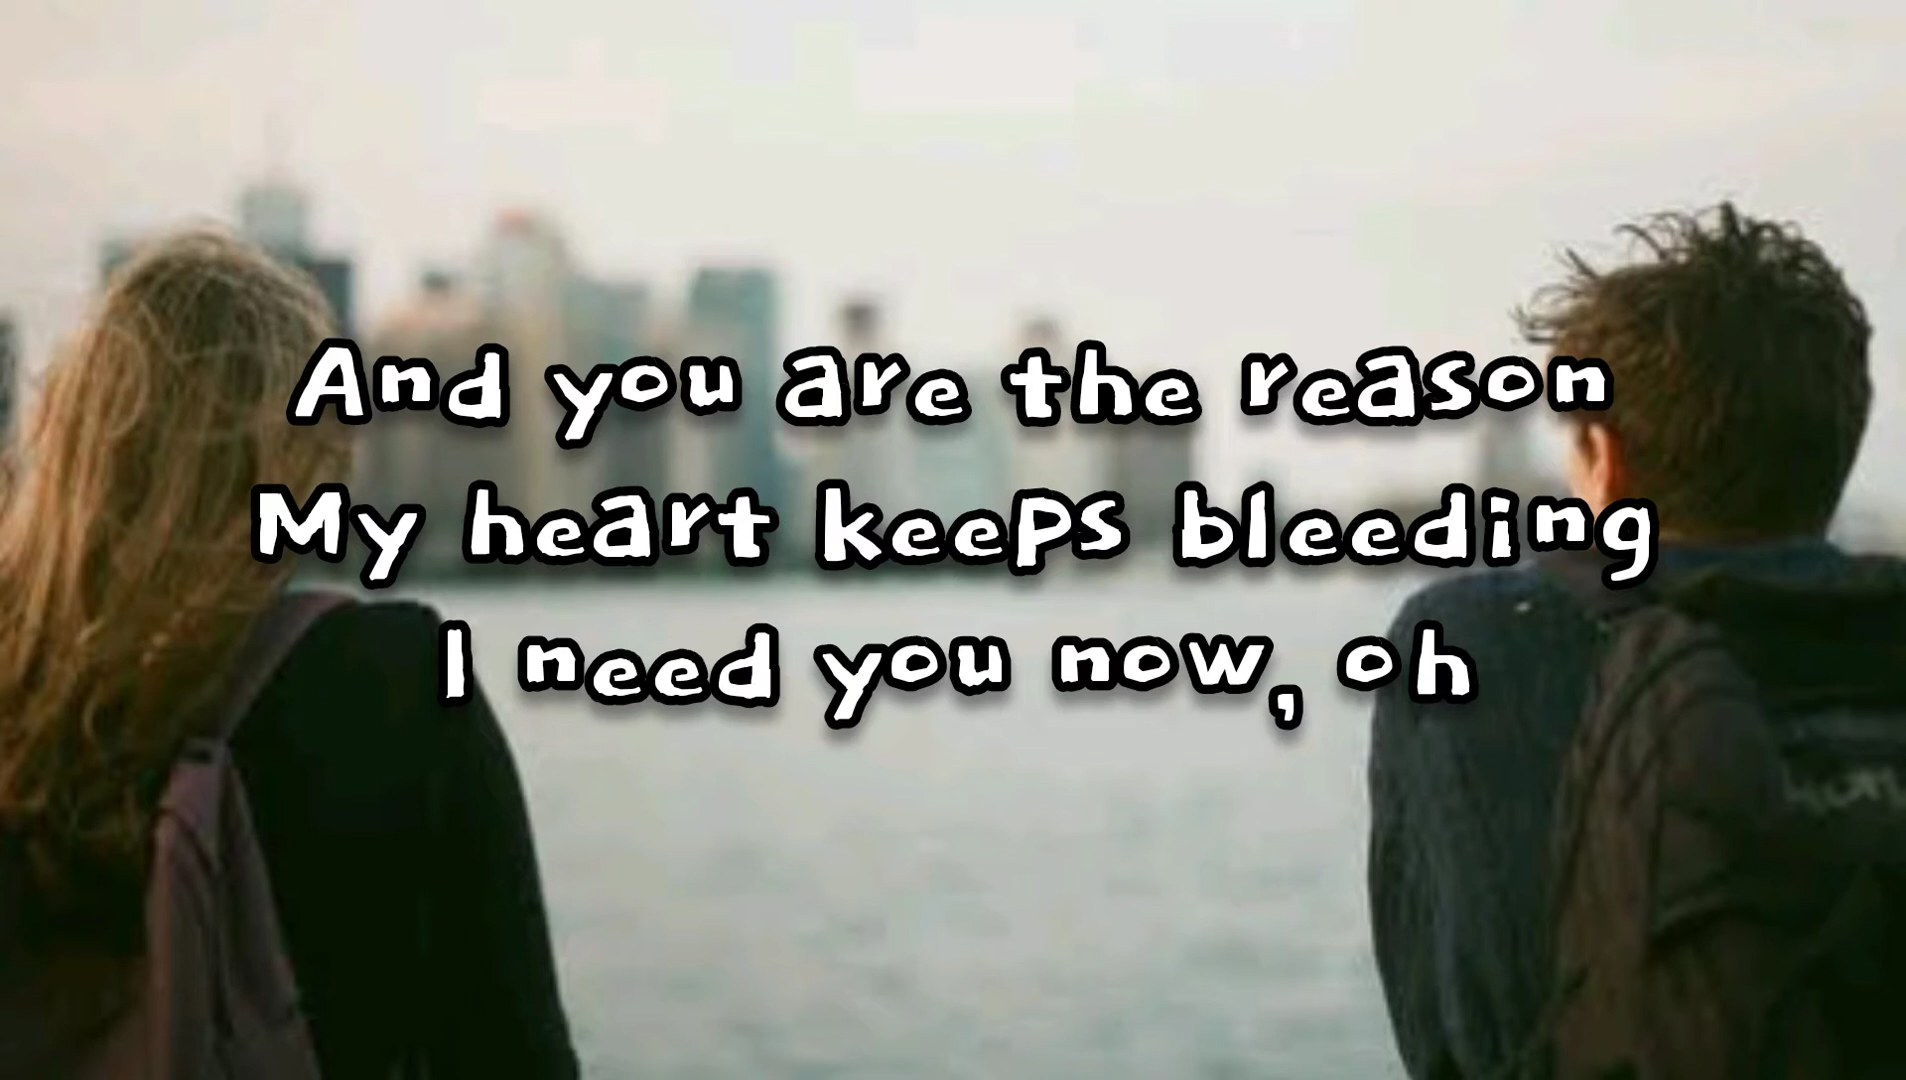 And you are the reason
My heart keeps bleeding
I need you now, oh